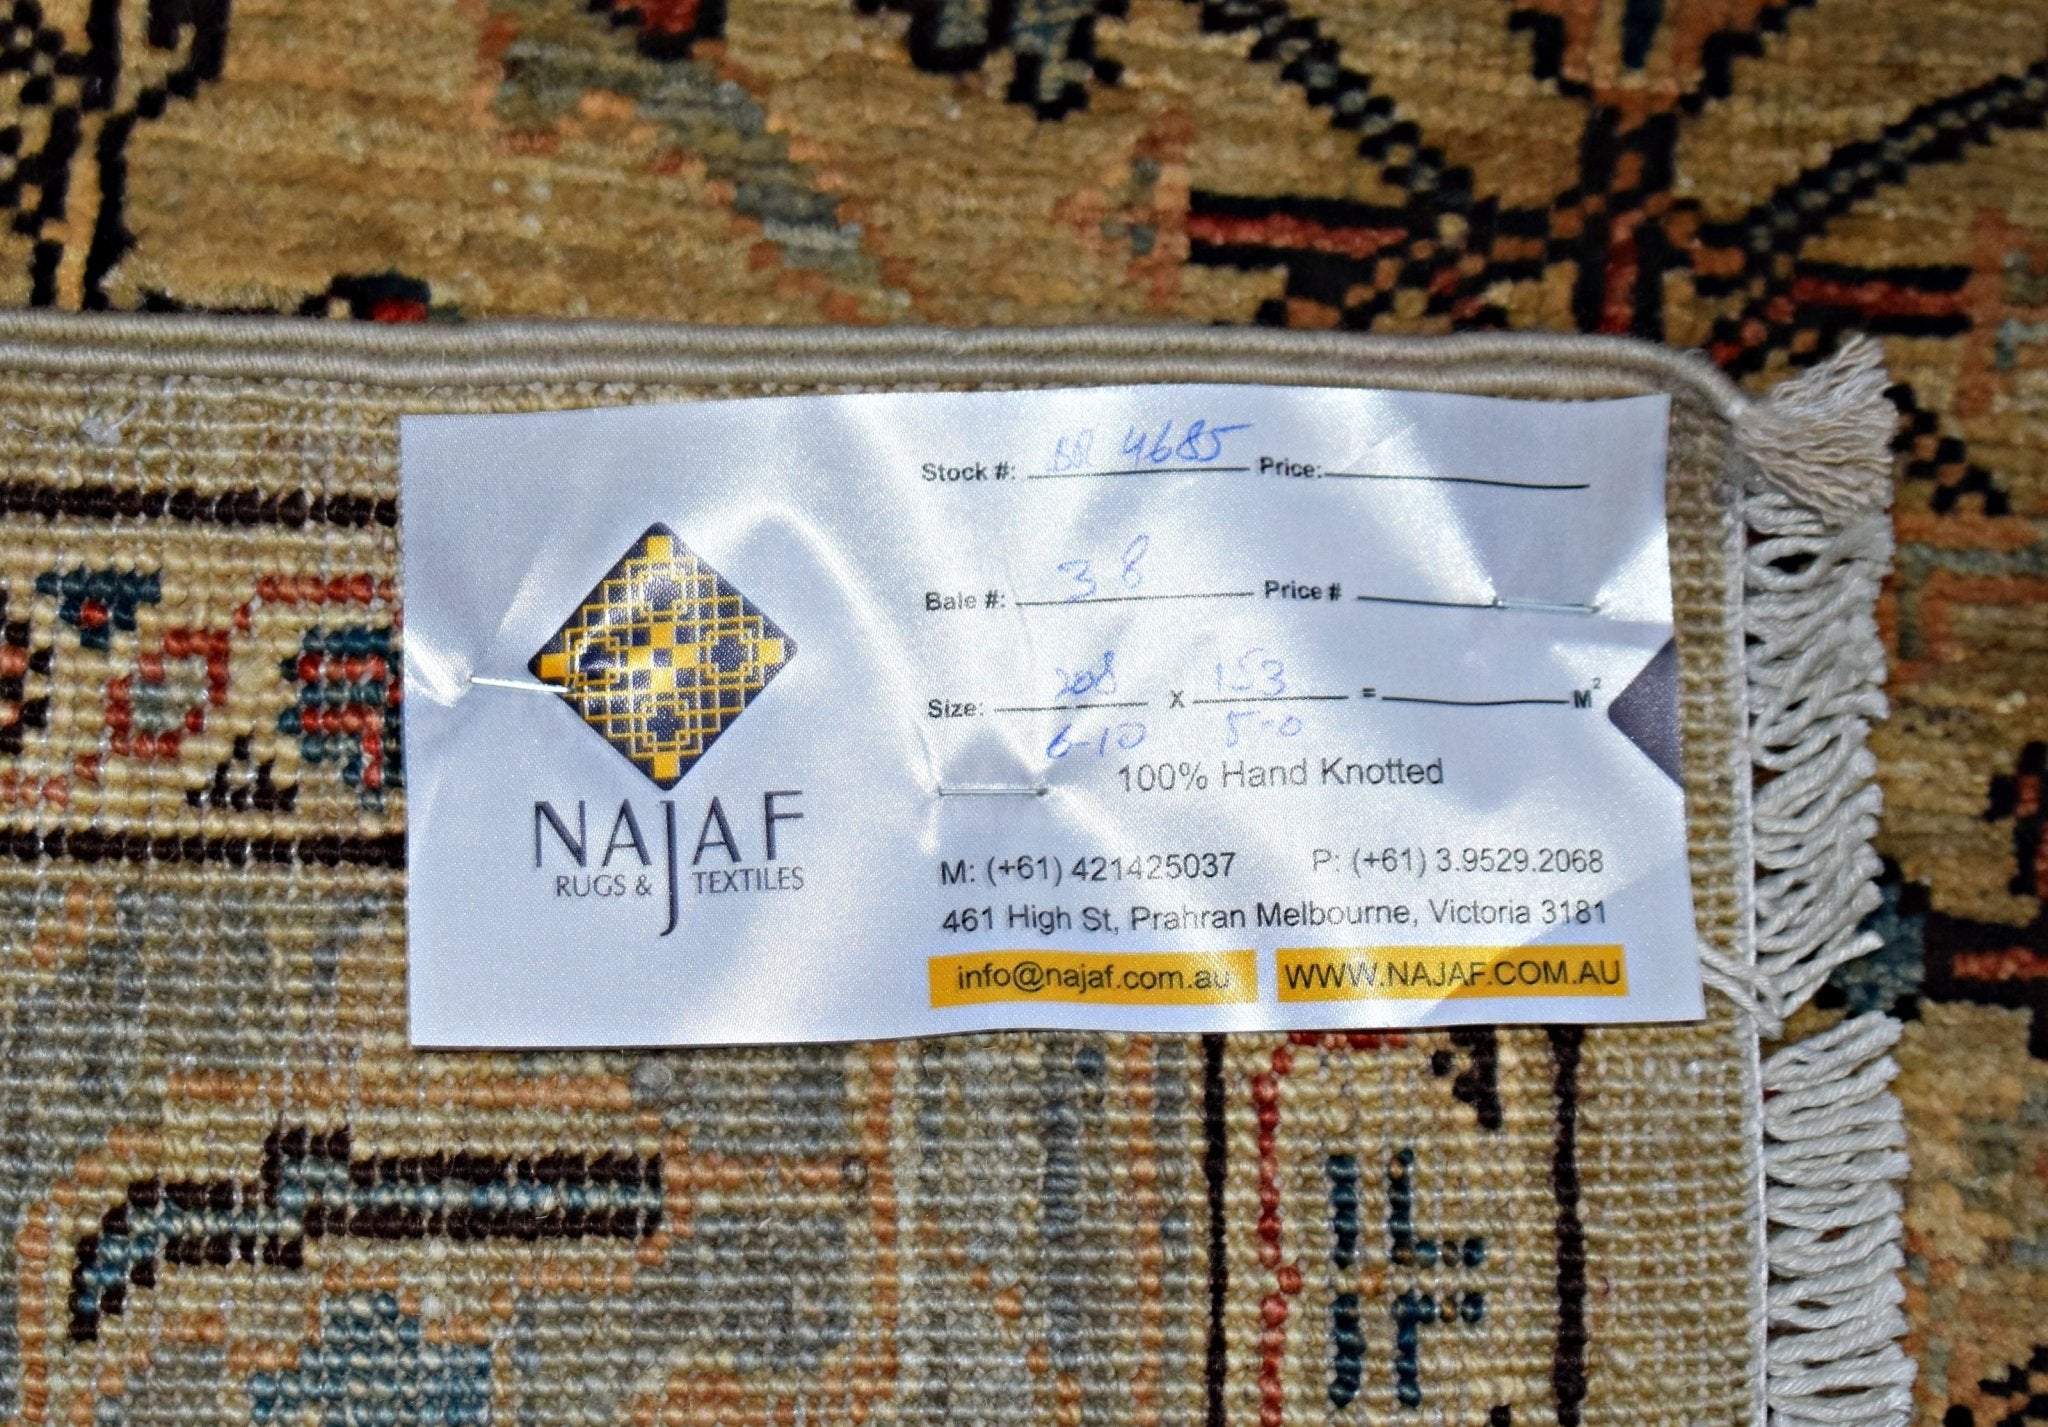 Stock #: 4685 Price:
Bale #: 38 Price #
Size: 208 x 153 = M²
6-10 5-0
100% Hand Knotted
NAJAF
RUGS & TEXTILES
M: (+61) 421425037 P: (+61) 3.9529.2068
461 High St, Prahran Melbourne, Victoria 3181
info@najaf.com.au WWW.NAJAF.COM.AU